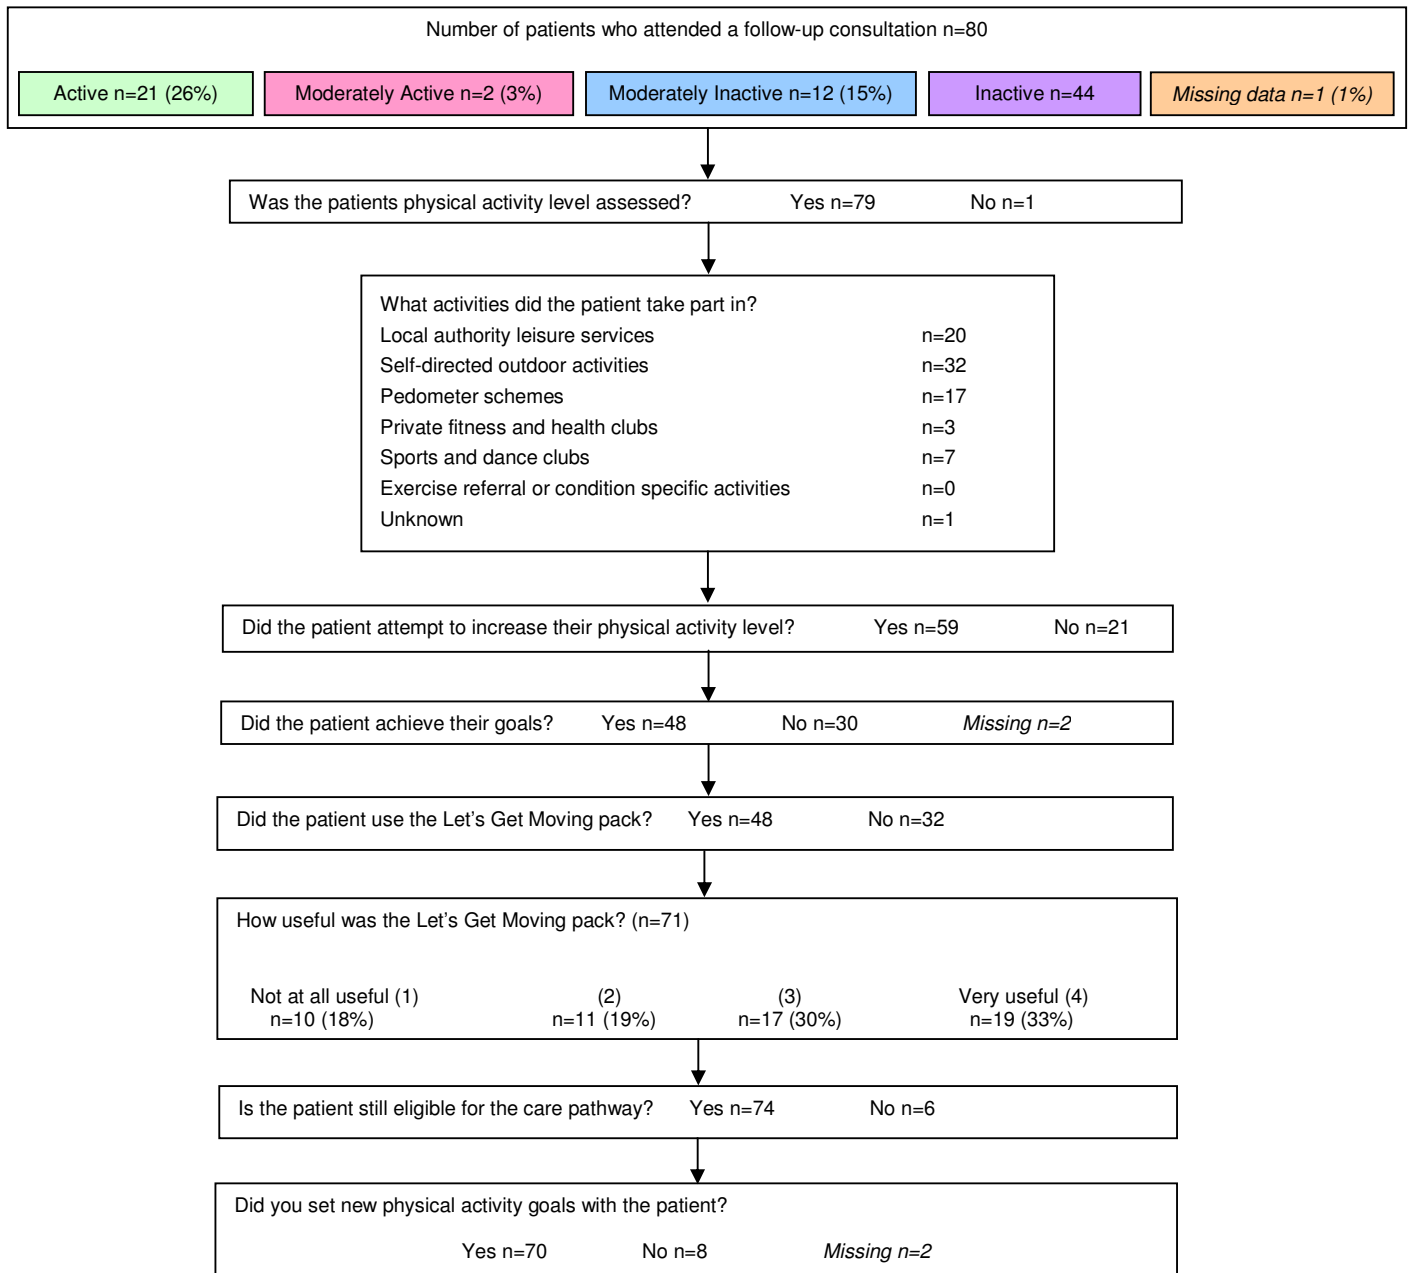 Number of patients who attended a follow-up consultation n=80
Active n=21 (26%) Moderately Active n=2 (3%) Moderately Inactive n=12 (15%) Inactive n=44 Missing data n=1 (1%)
Was the patients physical activity level assessed? Yes n=79 No n=1
What activities did the patient take part in?
Local authority leisure services n=20
Self-directed outdoor activities n=32
Pedometer schemes n=17
Private fitness and health clubs n=3
Sports and dance clubs n=7
Exercise referral or condition specific activities n=0
Unknown n=1
Did the patient attempt to increase their physical activity level? Yes n=59 No n=21
Did the patient achieve their goals? Yes n=48 No n=30 Missing n=2
Did the patient use the Let’s Get Moving pack? Yes n=48 No n=32
How useful was the Let’s Get Moving pack? (n=71)
Not at all useful (1) (2) (3) Very useful (4)
n=10 (18%) n=11 (19%) n=17 (30%) n=19 (33%)
Is the patient still eligible for the care pathway? Yes n=74 No n=6
Did you set new physical activity goals with the patient?
Yes n=70 No n=8 Missing n=2